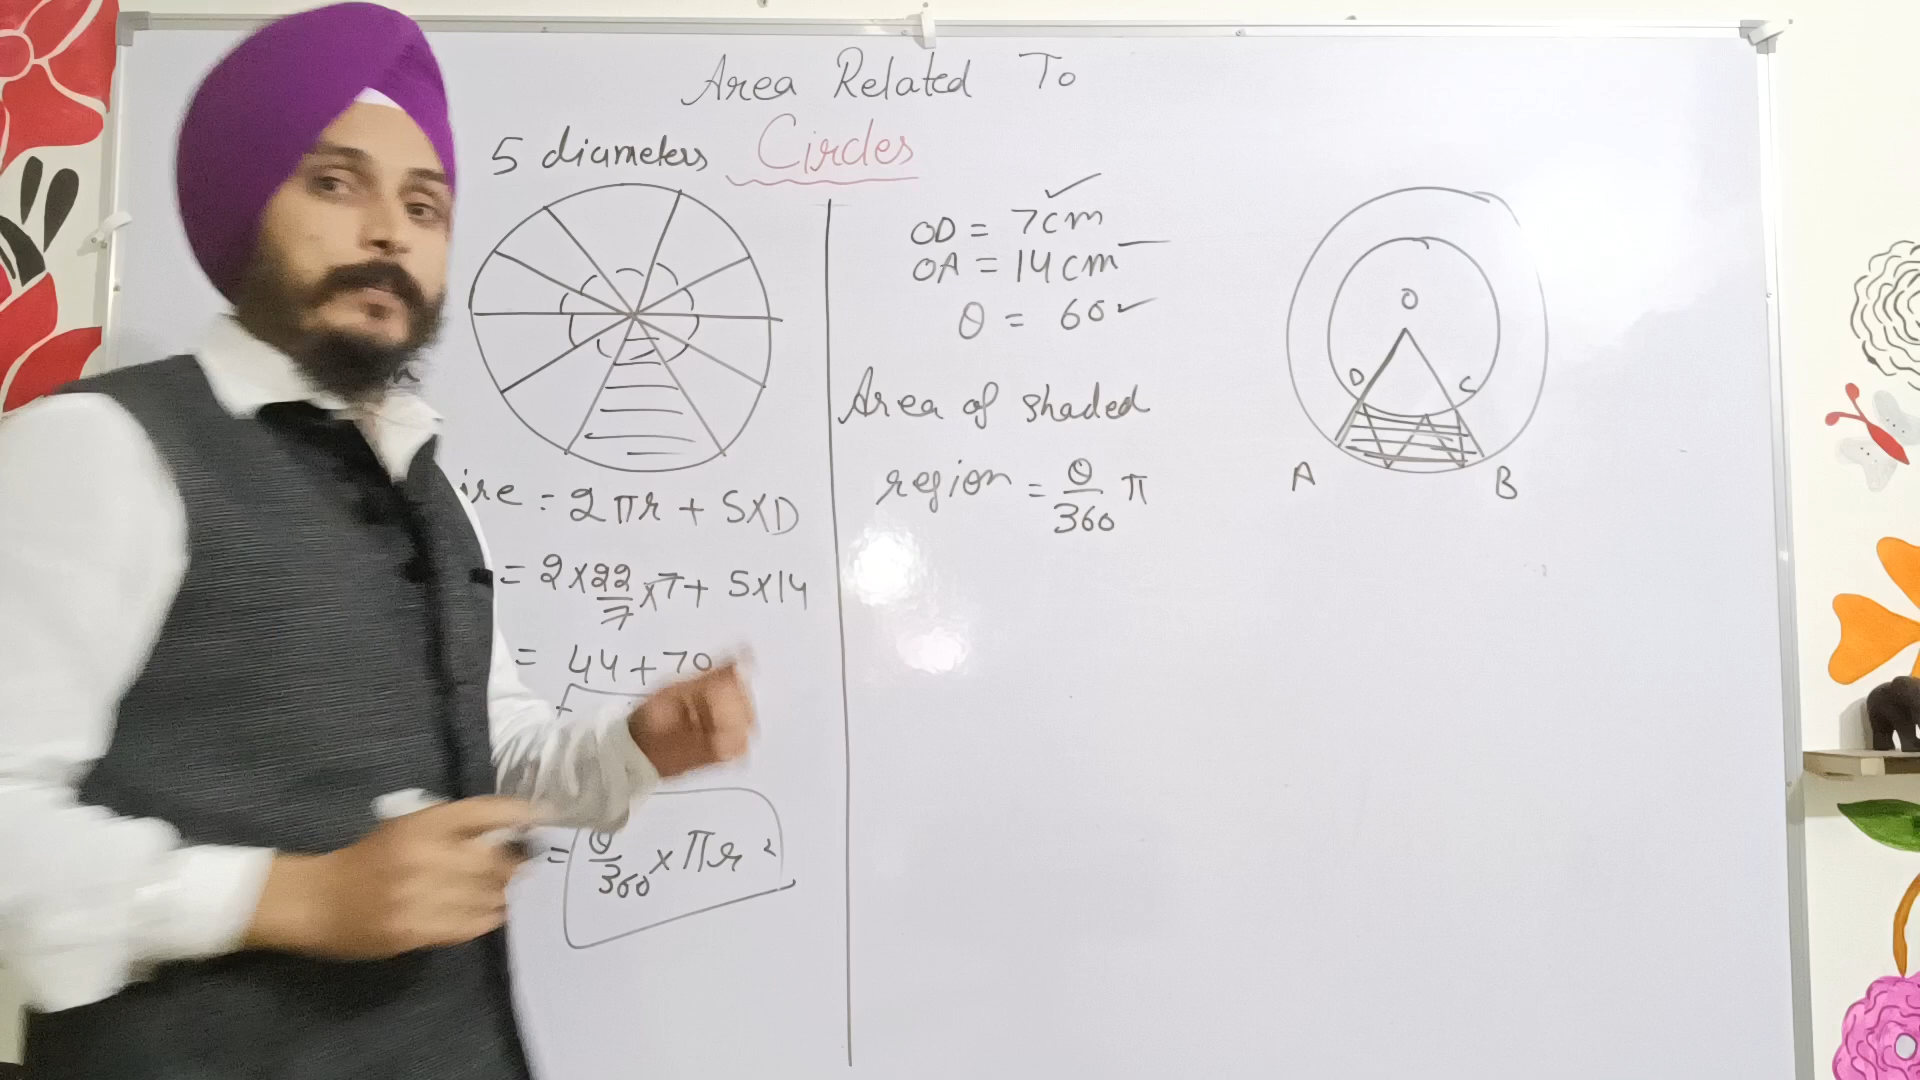 Area Related To
Circles
5 diameters
= 2πr + 5×D
= 2×22/7×7+ 5×14
= 44+70
= θ/360 × πr²
OD = 7cm ✓
OA = 14cm
θ = 60 ✓
Area of shaded
region = θ/360 π
O
D C
A B